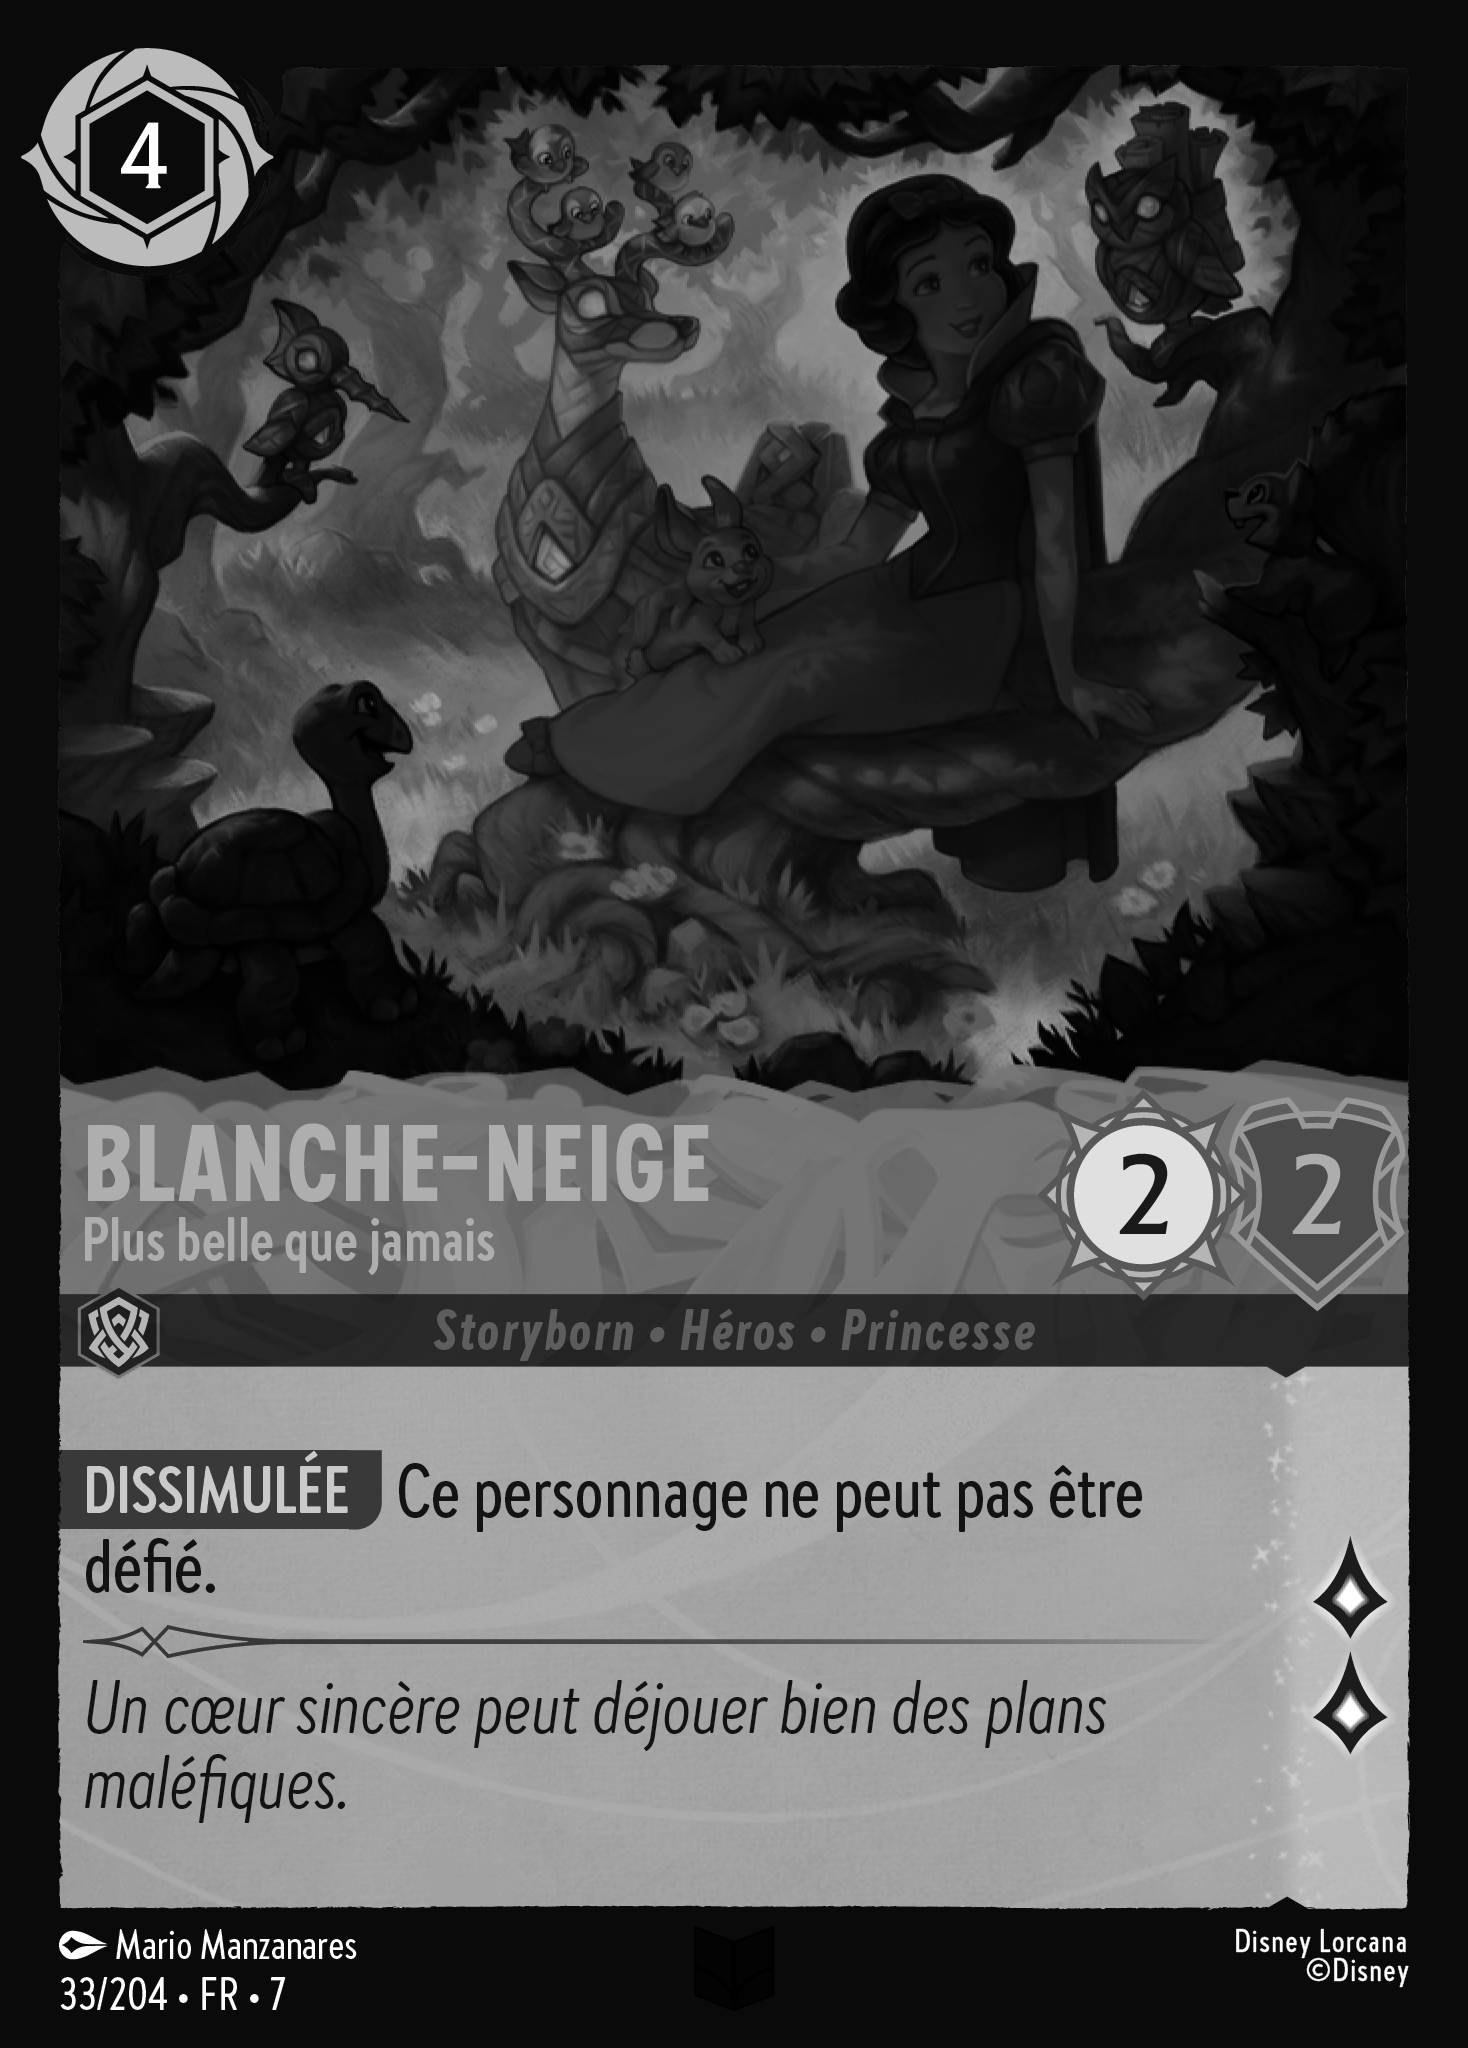 4
BLANCHE-NEIGE
Plus belle que jamais
2 2
Storyborn • Héros • Princesse
DISSIMULÉE Ce personnage ne peut pas être
défié.
Un cœur sincère peut déjouer bien des plans
maléfiques.
Mario Manzanares
33/204 • FR • 7
Disney Lorcana
©Disney